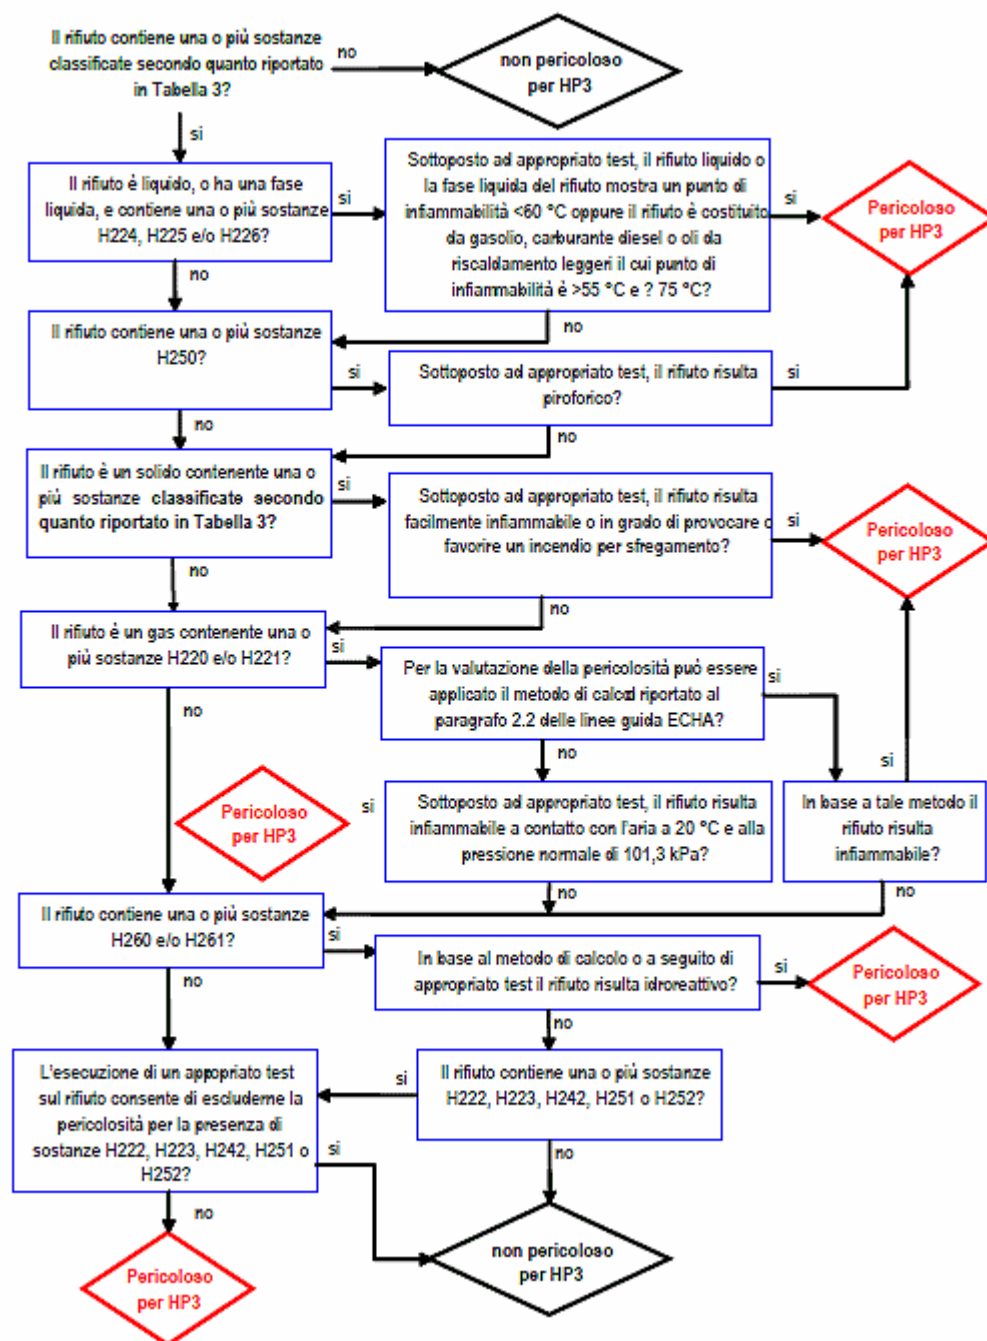 Il rifiuto contiene una o più sostanze
classificate secondo quanto riportato
in Tabella 3?
no
non pericoloso
per HP3
si
Il rifiuto è liquido, o ha una fase
liquida, e contiene una o più sostanze
H224, H225 e/o H226?
si
Sottoposto ad appropriato test, il rifiuto liquido o
la fase liquida del rifiuto mostra un punto di
infiammabilità <60 °C oppure il rifiuto è costituito
da gasolio, carburante diesel o oli da
riscaldamento leggeri il cui punto di
infiammabilità è >55 °C e ? 75 °C?
si
Pericoloso
per HP3
no
no
Il rifiuto contiene una o più sostanze
H250?
si
Sottoposto ad appropriato test, il rifiuto risulta
piroforico?
si
no
no
Il rifiuto è un solido contenente una o
più sostanze classificate secondo
quanto riportato in Tabella 3?
si
Sottoposto ad appropriato test, il rifiuto risulta
facilmente infiammabile o in grado di provocare o
favorire un incendio per sfregamento?
si
Pericoloso
per HP3
no
no
Il rifiuto è un gas contenente una o
più sostanze H220 e/o H221?
si
Per la valutazione della pericolosità può essere
applicato il metodo di calcol riportato al
paragrafo 2.2 delle linee guida ECHA?
si
no
no
si
Pericoloso
per HP3
si
Sottoposto ad appropriato test, il rifiuto risulta
infiammabile a contatto con l'aria a 20 °C e alla
pressione normale di 101,3 kPa?
In base a tale metodo il
rifiuto risulta
infiammabile?
no
no
Il rifiuto contiene una o più sostanze
H260 e/o H261?
si
In base al metodo di calcolo o a seguito di
appropriato test il rifiuto risulta idroreattivo?
si
Pericoloso
per HP3
no
no
L'esecuzione di un appopriato test
sul rifiuto consente di escluderne la
pericolosità per la presenza di
sostanze H222, H223, H242, H251 o
H252?
si
Il rifiuto contiene una o più sostanze
H222, H223, H242, H251 o H252?
si
no
no
Pericoloso
per HP3
non pericoloso
per HP3